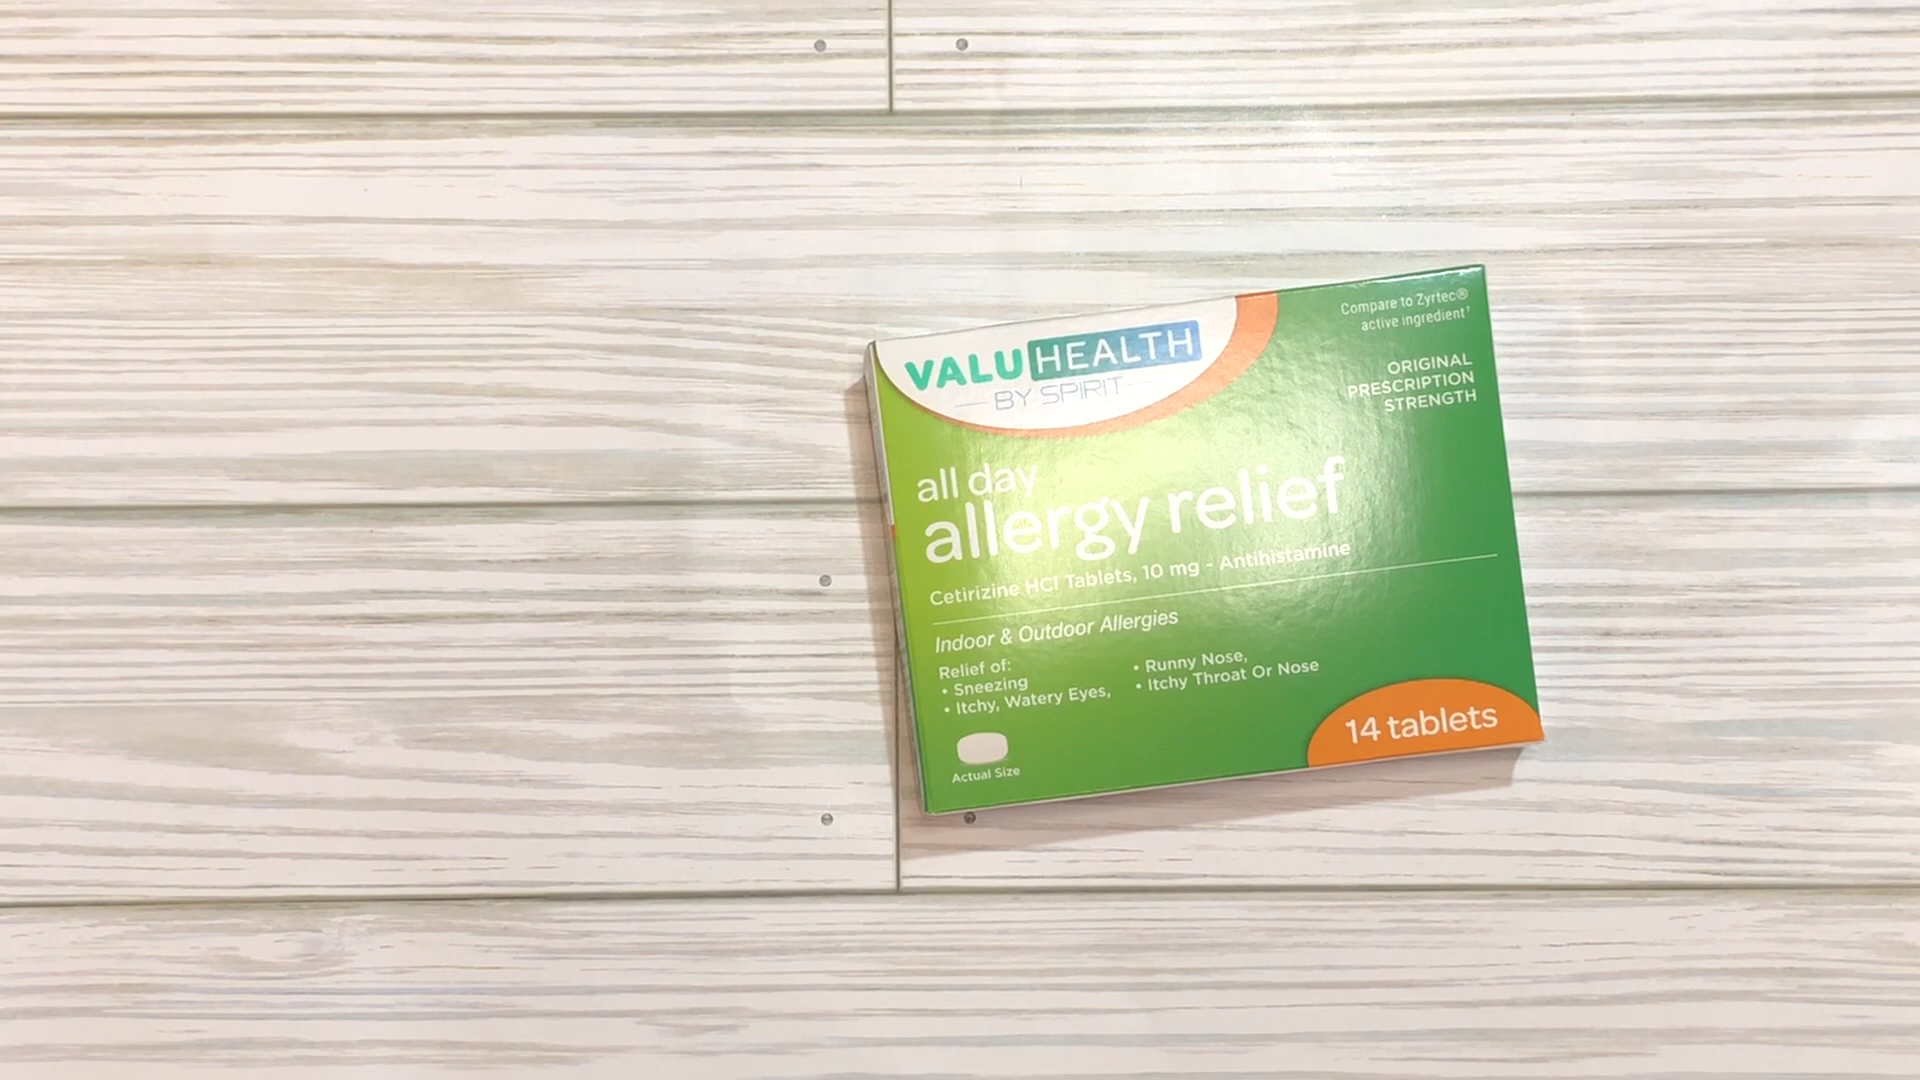 VALUHEALTH
BY SPIRIT
Compare to Zyrtec®
active ingredient†
ORIGINAL
PRESCRIPTION
STRENGTH
all day
allergy relief
Cetirizine HCl Tablets, 10 mg - Antihistamine
Indoor & Outdoor Allergies
Relief of:
• Sneezing
• Itchy, Watery Eyes,
• Runny Nose,
• Itchy Throat Or Nose
Actual Size
14 tablets